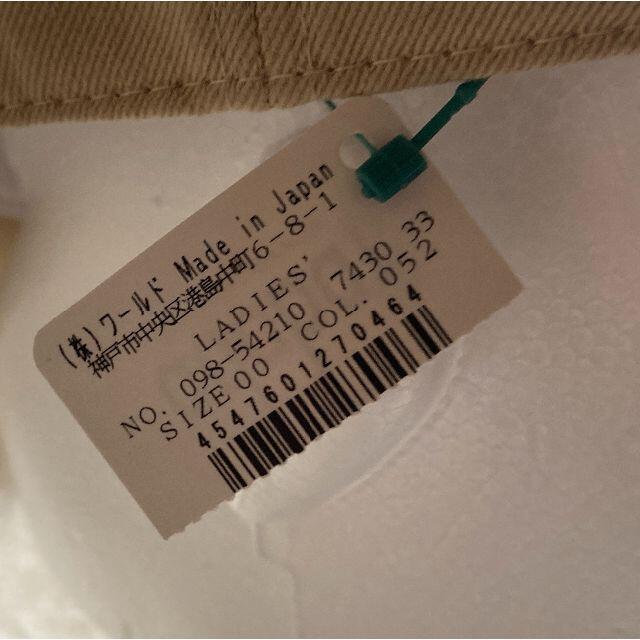 (株)ワールド Made in Japan
神戸市中央区港島中町6-8-1
LADIES'
NO. 098-54210 7430 33
SIZE00 COL. 052
4547601270464